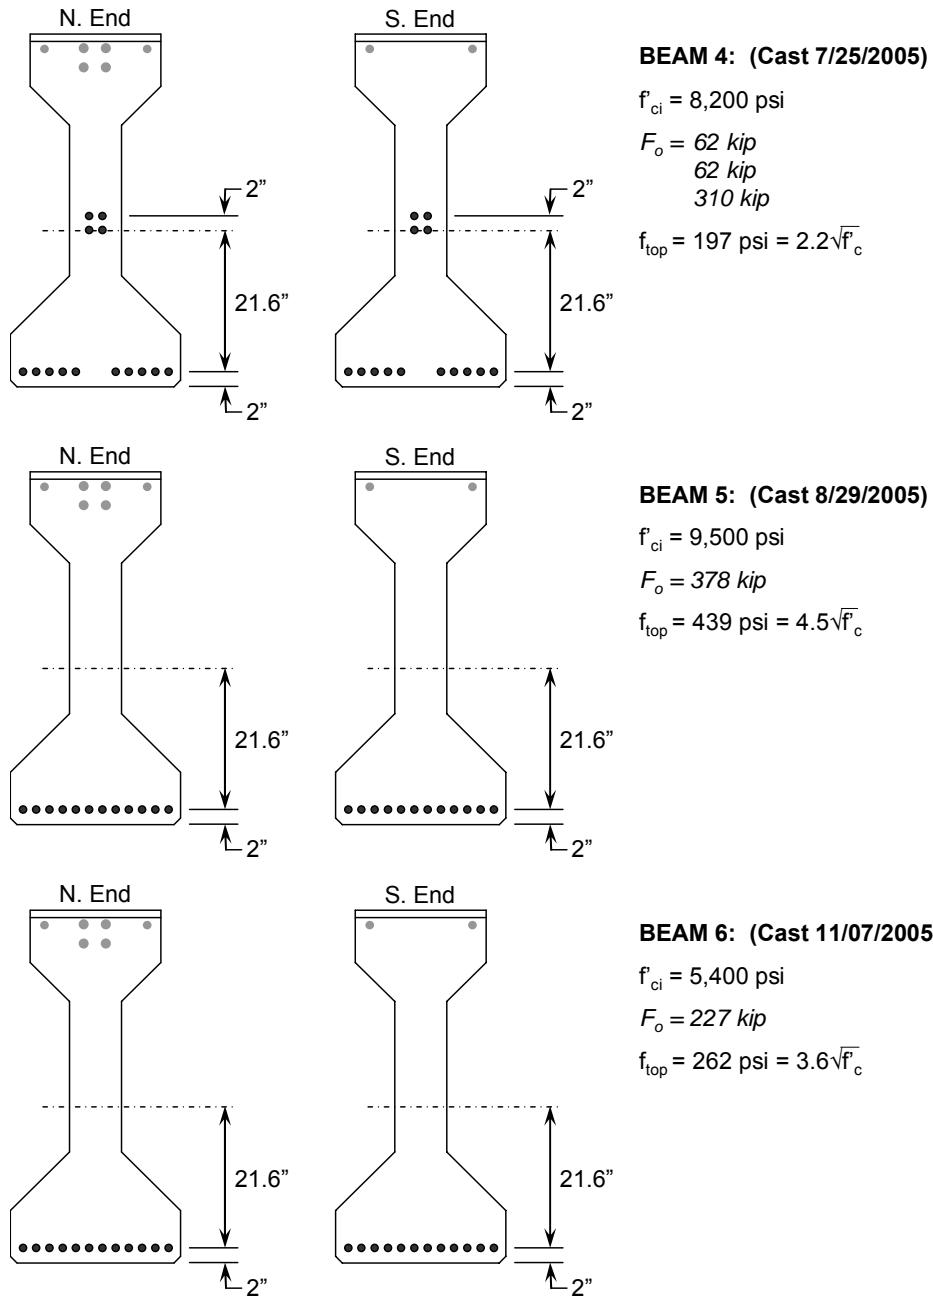 N. End
S. End
BEAM 4: (Cast 7/25/2005)
f'ci = 8,200 psi
Fo = 62 kip
62 kip
310 kip
ftop = 197 psi = 2.2√f'c
2”
21.6”
2”
2”
21.6”
2”
N. End
S. End
BEAM 5: (Cast 8/29/2005)
f'ci = 9,500 psi
Fo = 378 kip
ftop = 439 psi = 4.5√f'c
21.6”
2”
21.6”
2”
N. End
S. End
BEAM 6: (Cast 11/07/2005
f'ci = 5,400 psi
Fo = 227 kip
ftop = 262 psi = 3.6√f'c
21.6”
2”
21.6”
2”